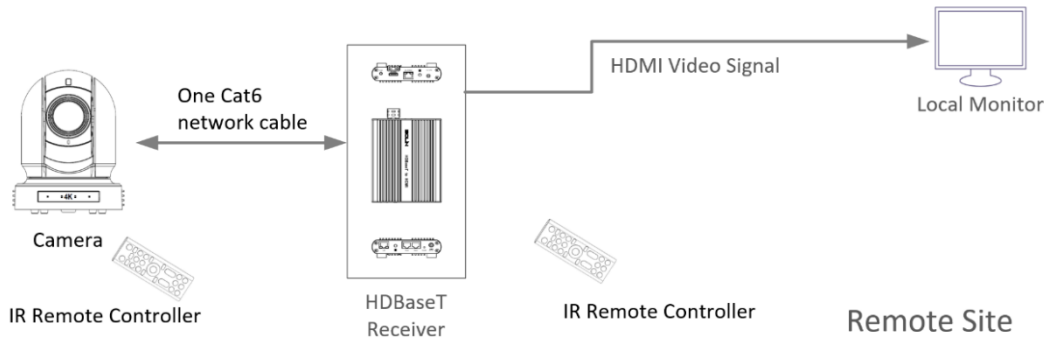 One Cat6
network cable
HDMI Video Signal
Local Monitor
4K
Camera
IR Remote Controller
HDBaseT
Receiver
IR Remote Controller
Remote Site